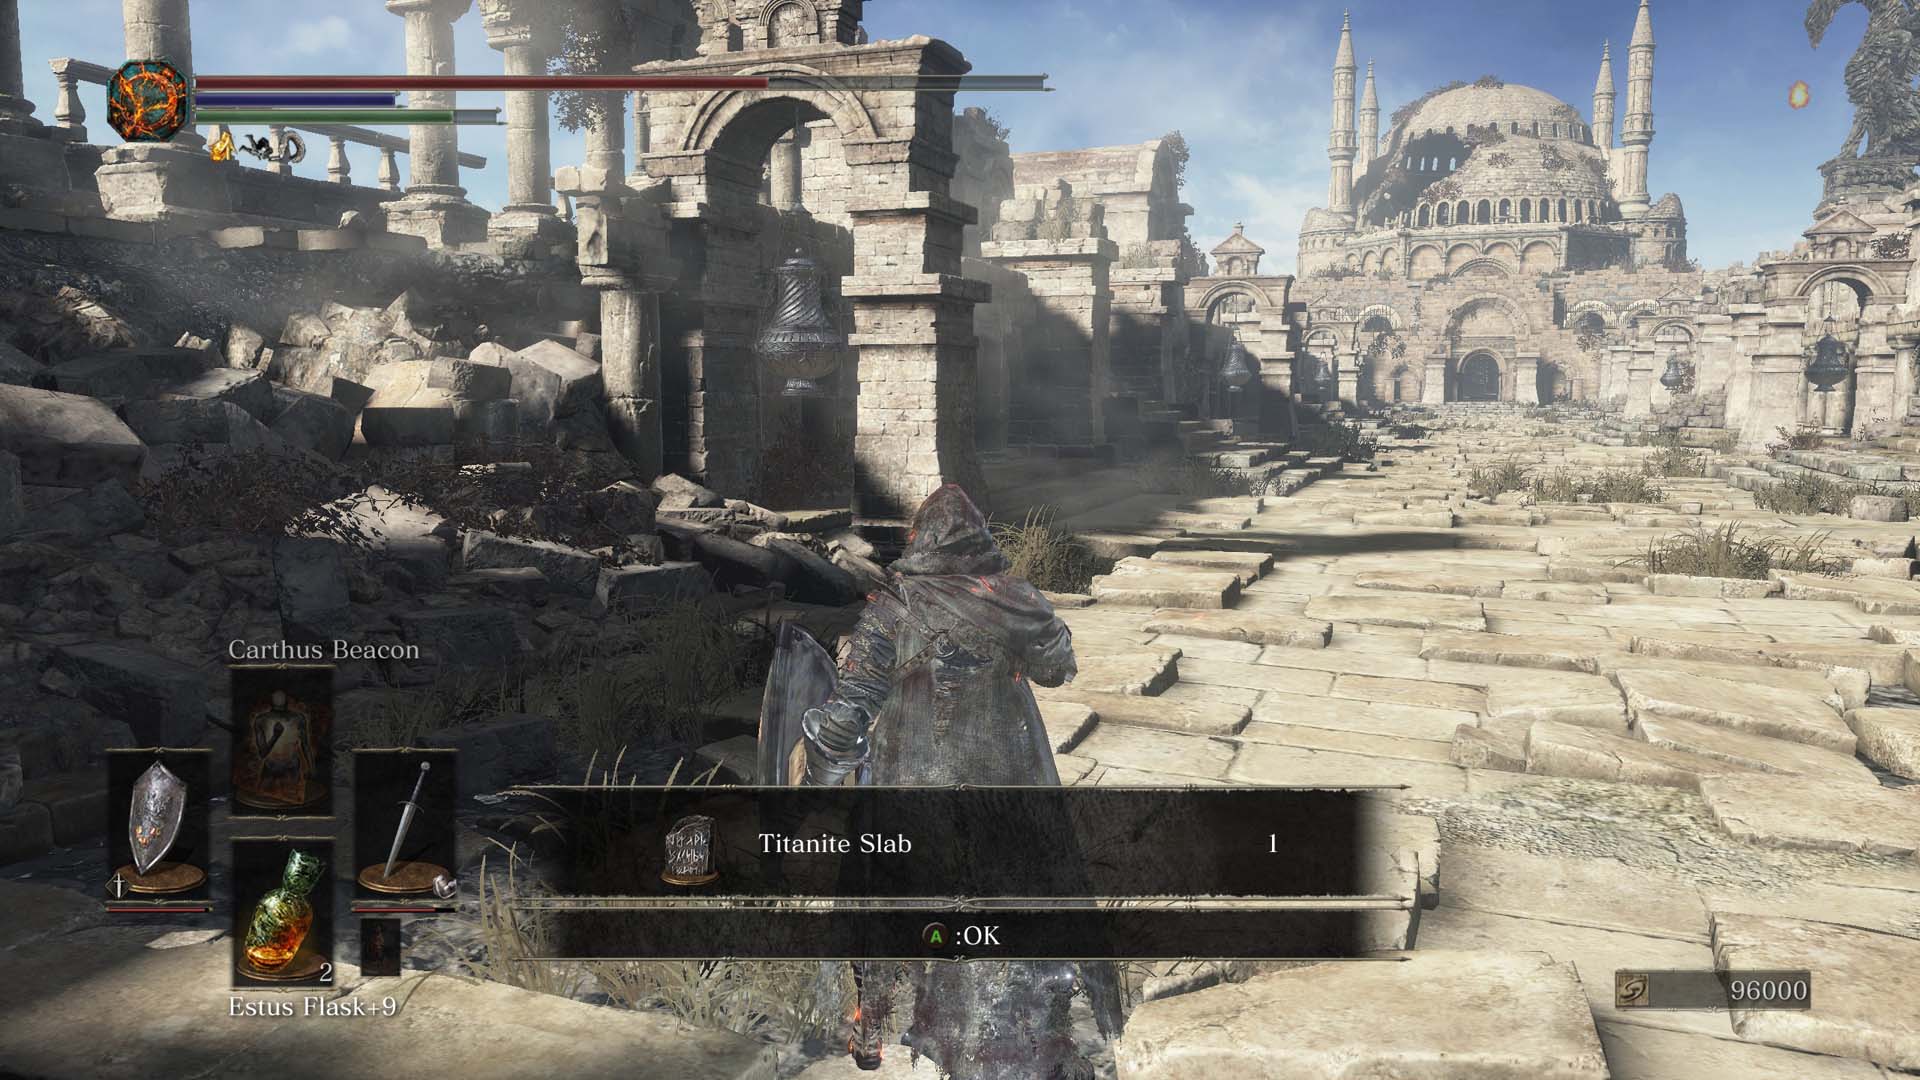 Carthus Beacon
Titanite Slab 1
A :OK
2
Estus Flask+9
96000